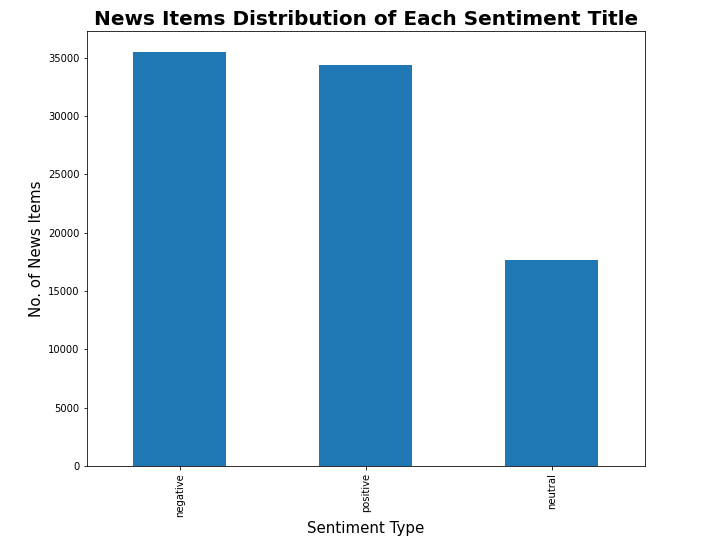 News Items Distribution of Each Sentiment Title
No. of News Items
35000
30000
25000
20000
15000
10000
5000
0
negative
positive
neutral
Sentiment Type